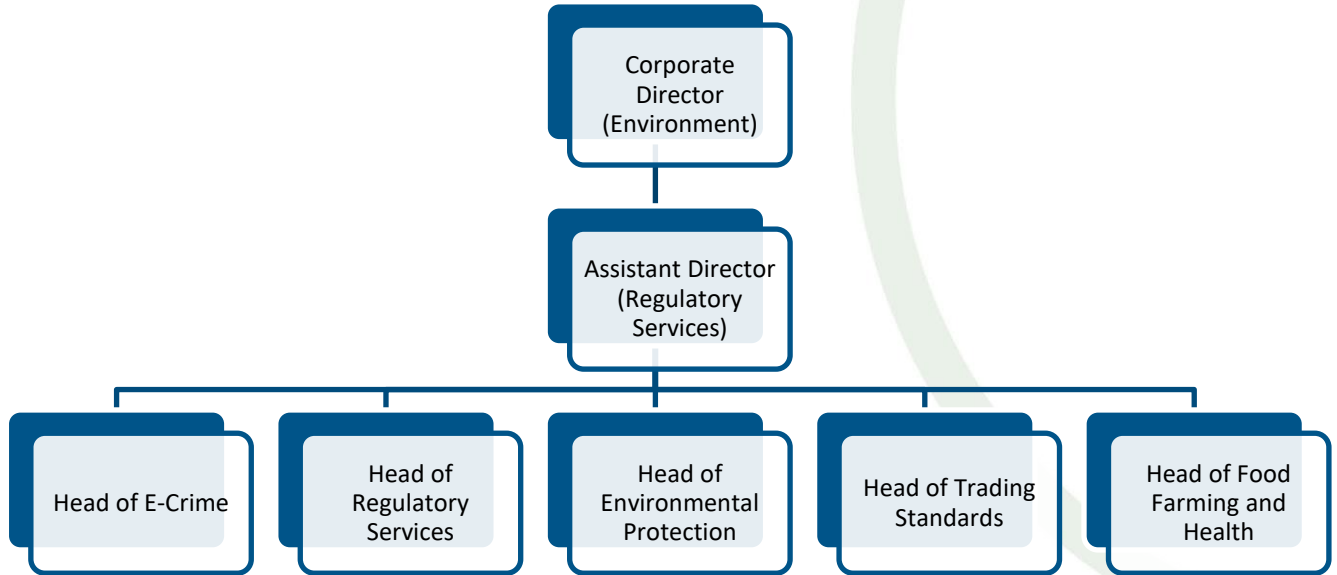 Corporate
Director
(Environment)
Assistant Director
(Regulatory
Services)
Head of E-Crime
Head of
Regulatory
Services
Head of
Environmental
Protection
Head of Trading
Standards
Head of Food
Farming and
Health